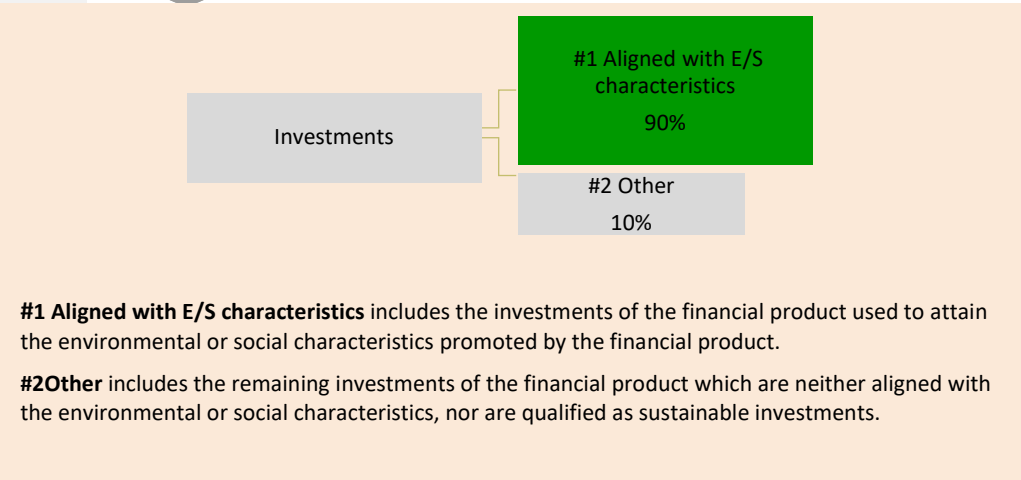 #1 Aligned with E/S
characteristics
90%
Investments
#2 Other
10%
#1 Aligned with E/S characteristics includes the investments of the financial product used to attain
the environmental or social characteristics promoted by the financial product.
#2Other includes the remaining investments of the financial product which are neither aligned with
the environmental or social characteristics, nor are qualified as sustainable investments.